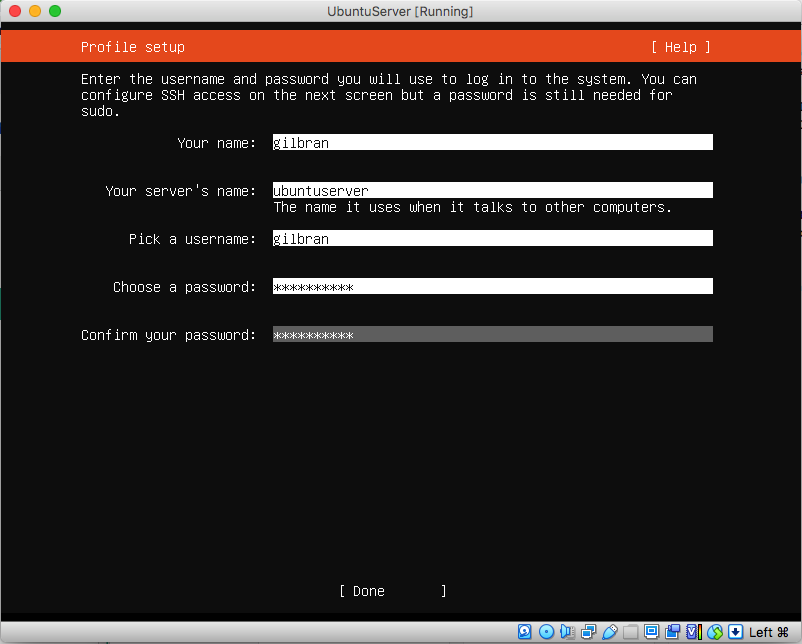 UbuntuServer [Running]
Profile setup [ Help ]
Enter the username and password you will use to log in to the system. You can
configure SSH access on the next screen but a password is still needed for
sudo.
Your name: gilbran
Your server's name: ubuntuserver
The name it uses when it talks to other computers.
Pick a username: gilbran
Choose a password: **********
Confirm your password: **********
[ Done ]
Left ⌘